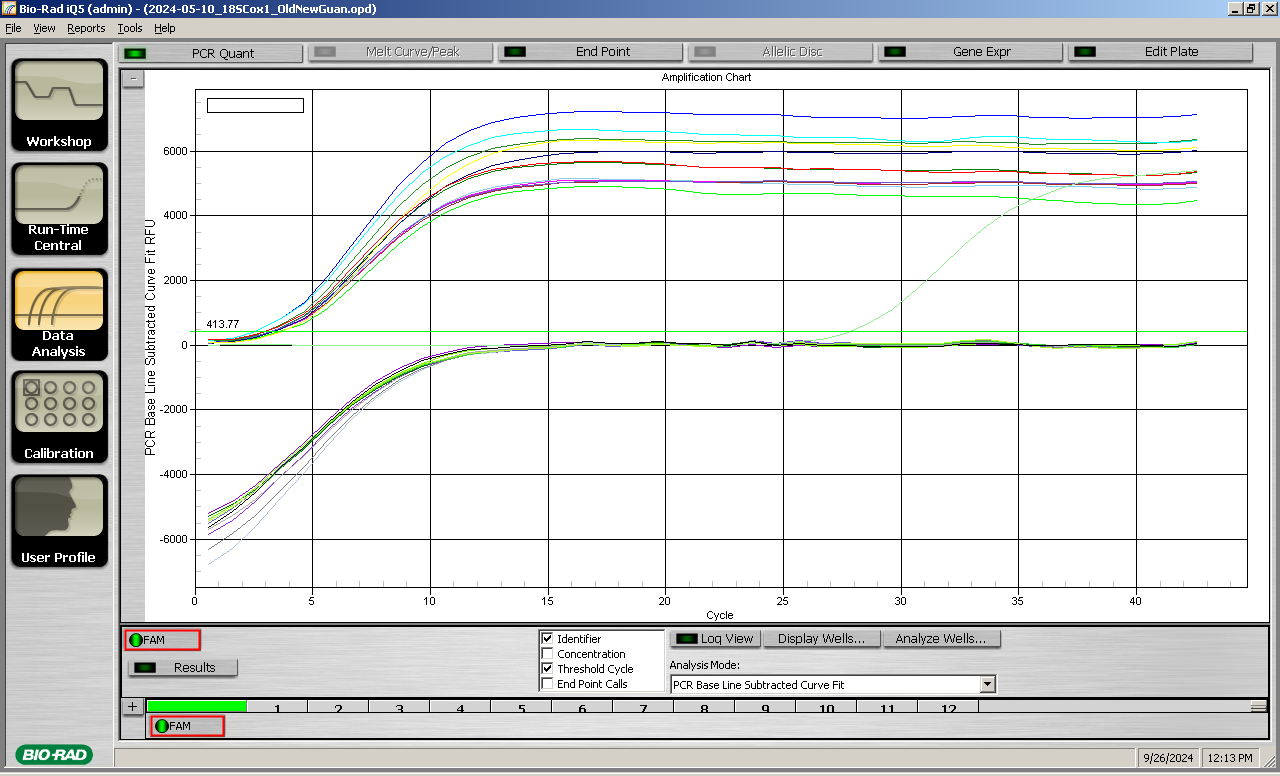 Bio-Rad iQ5 (admin) - (2024-05-10_18SCox1_OldNewGuan.opd)
File View Reports Tools Help
PCR Quant Melt Curve/Peak End Point Allelic Disc Gene Expr Edit Plate
Workshop
Run-Time
Central
Data
Analysis
Calibration
User Profile
BIO-RAD
Amplification Chart
PCR Base Line Subtracted Curve Fit RFU
6000
4000
2000
413.77
0
-2000
-4000
-6000
0 5 10 15 20 25 30 35 40
Cycle
FAM
Results
Identifier
Concentration
Threshold Cycle
End Point Calls
Log View Display Wells... Analyze Wells...
Analysis Mode:
PCR Base Line Subtracted Curve Fit
+ 1 2 3 4 5 6 7 8 9 10 11 12
FAM
9/26/2024 12:13 PM